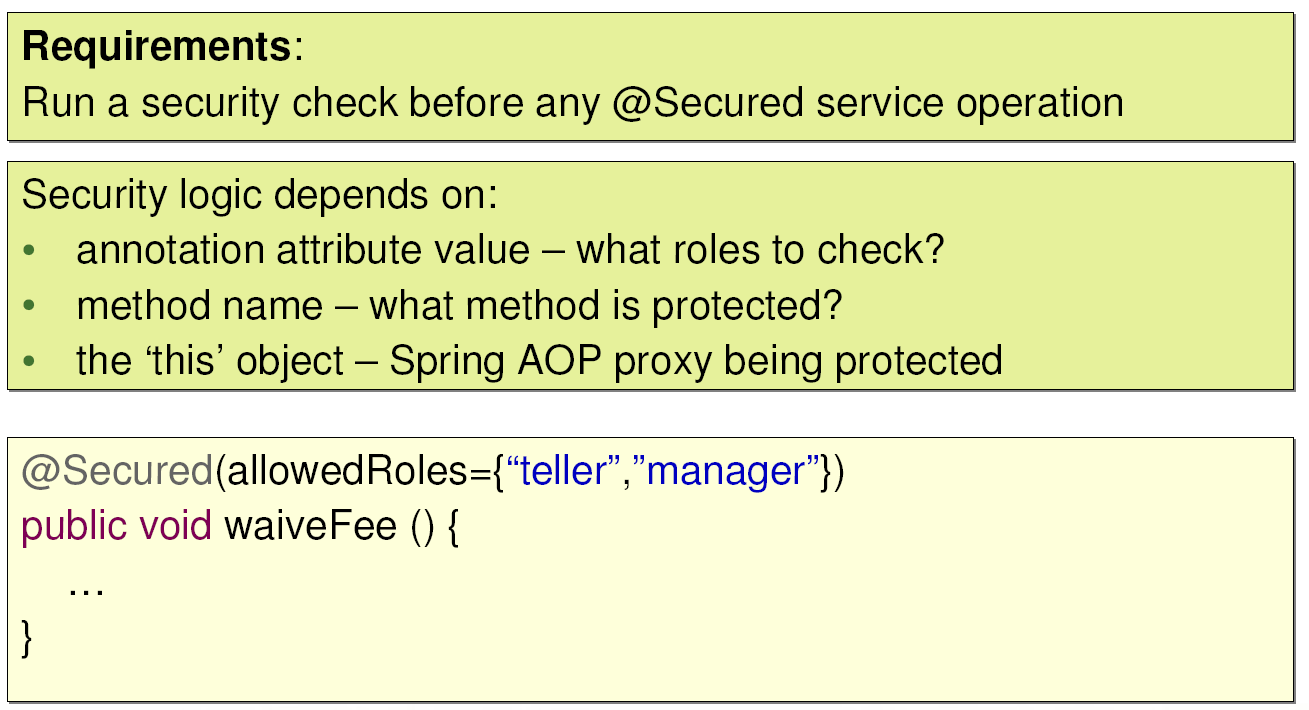 Requirements:
Run a security check before any @Secured service operation
Security logic depends on:
• annotation attribute value – what roles to check?
• method name – what method is protected?
• the ‘this’ object – Spring AOP proxy being protected
@Secured(allowedRoles={“teller”,”manager”})
public void waiveFee () {
…
}